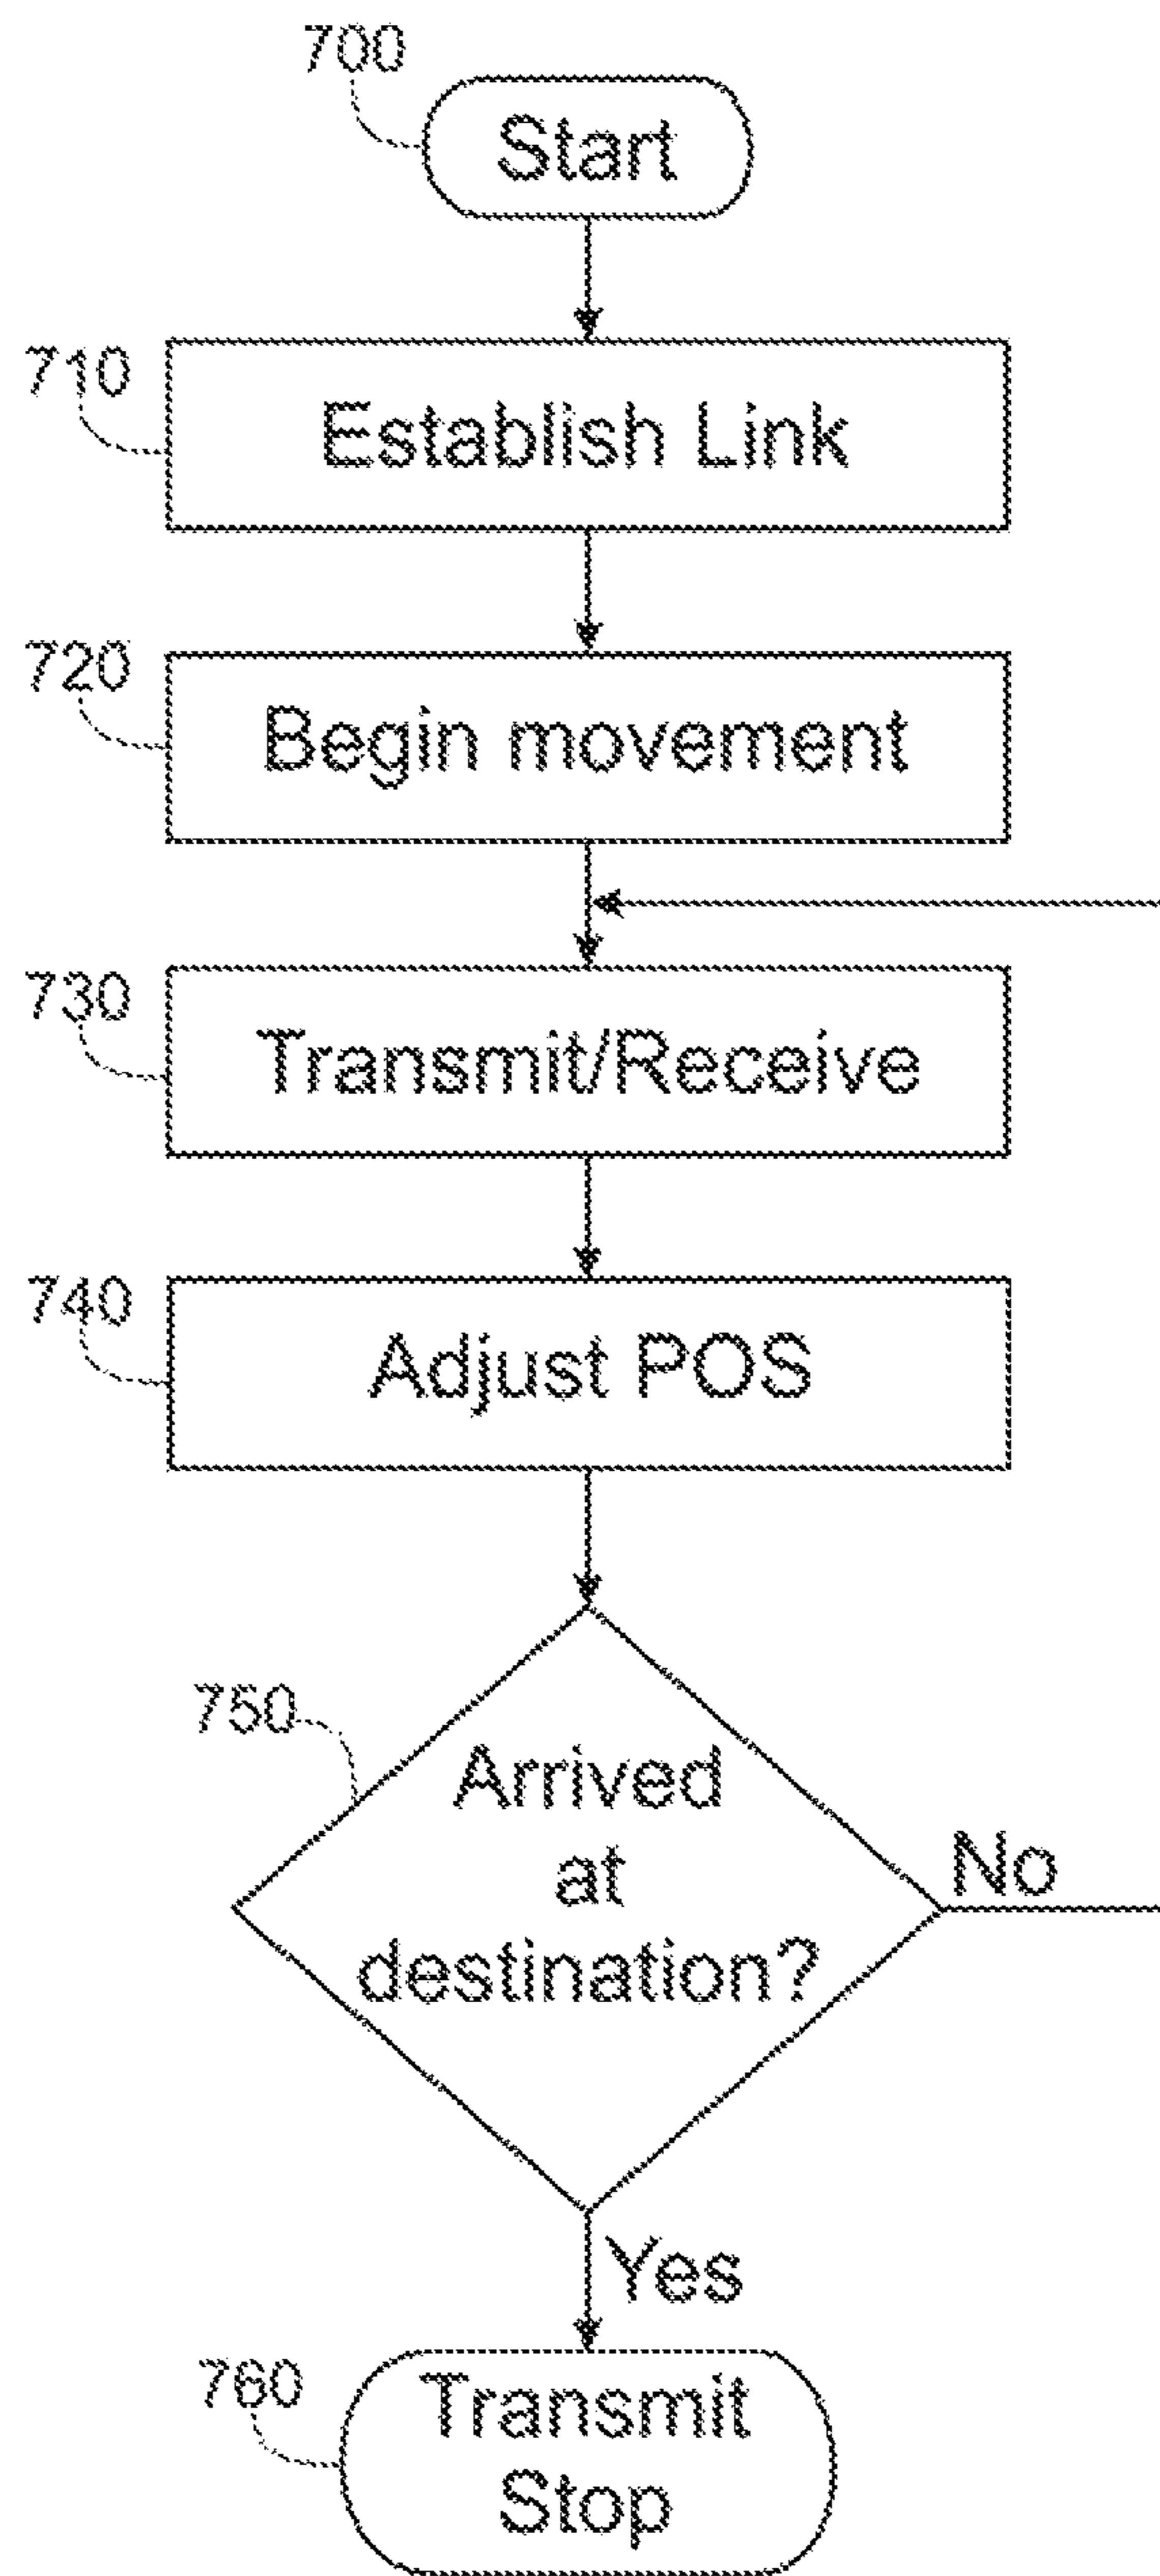 700
Start
710
Establish Link
720
Begin movement
730
Transmit/Receive
740
Adjust POS
750
Arrived
at
destination?
No
Yes
760
Transmit
Stop